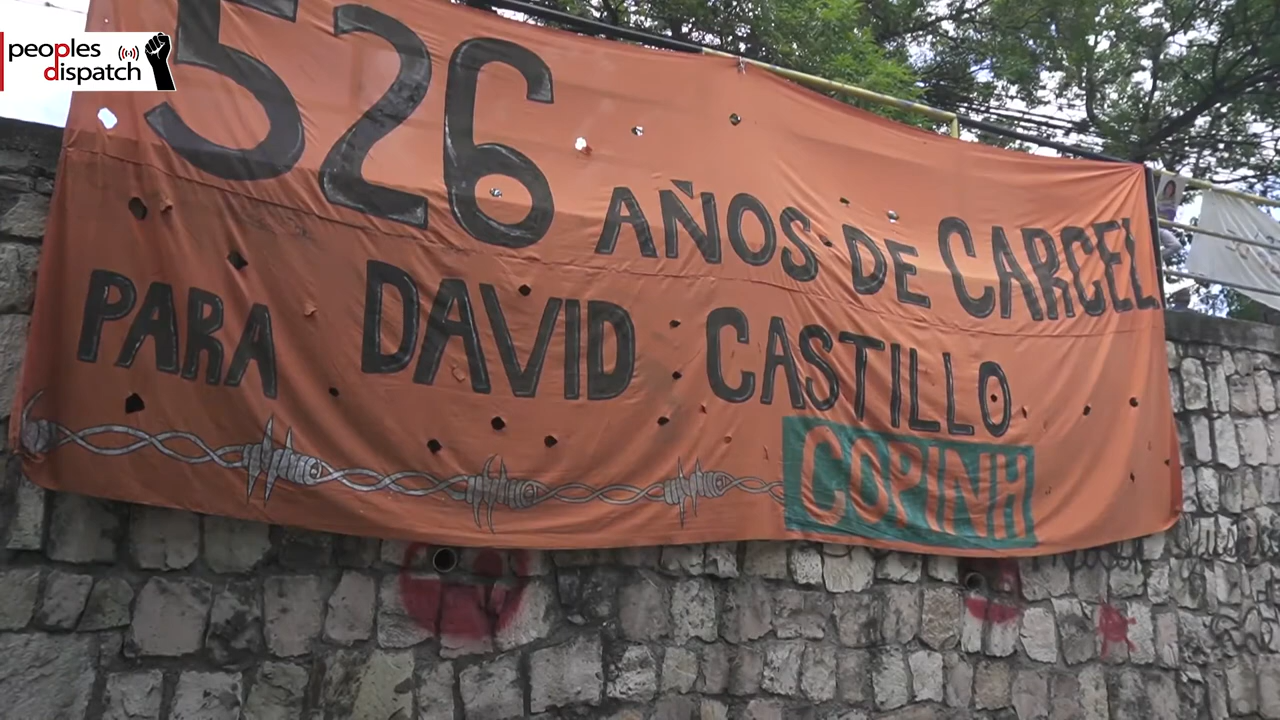 peoples
dispatch
526 AÑOS DE CARCEL
PARA DAVID CASTILLO
COPINH